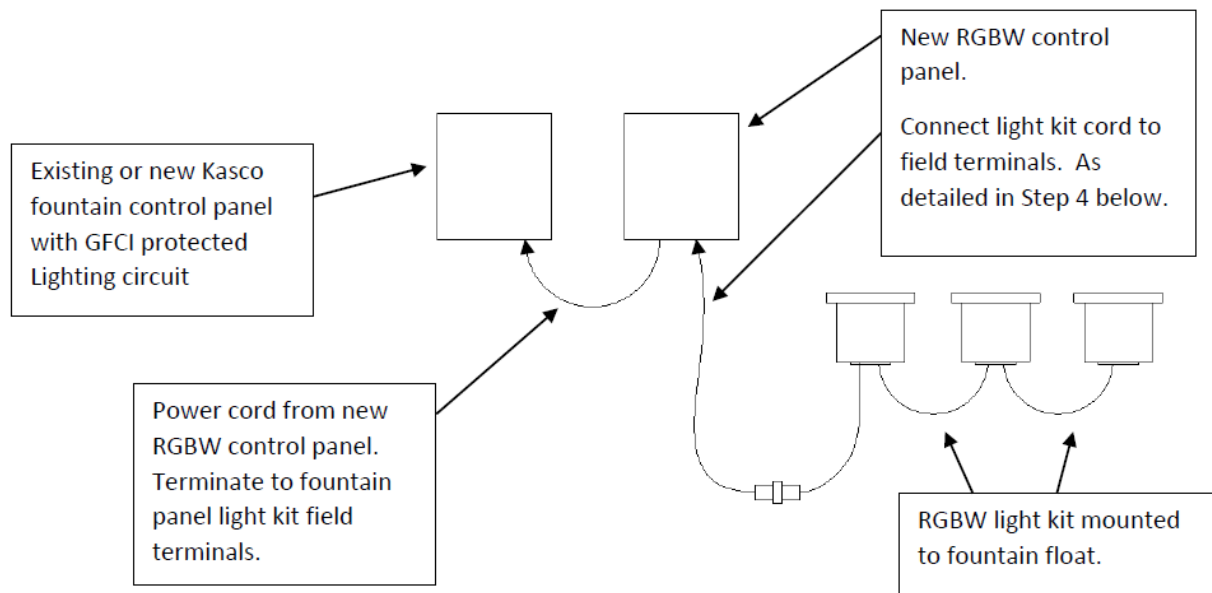 New RGBW control
panel.
Connect light kit cord to
field terminals.  As
detailed in Step 4 below.
Existing or new Kasco
fountain control panel
with GFCI protected
Lighting circuit
Power cord from new
RGBW control panel.
Terminate to fountain
panel light kit field
terminals.
RGBW light kit mounted
to fountain float.